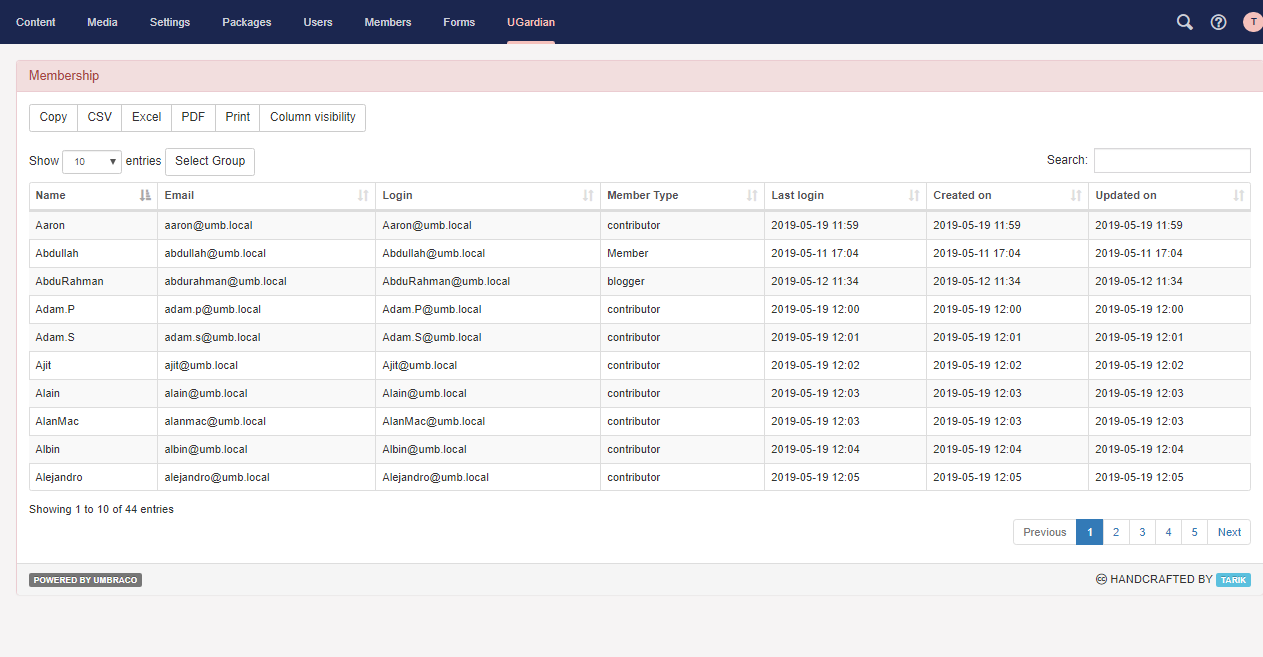 Content Media Settings Packages Users Members Forms UGardian T
Membership
Copy CSV Excel PDF Print Column visibility
Show 10 entries Select Group Search:
Name Email Login Member Type Last login Created on Updated on
Aaron aaron@umb.local Aaron@umb.local contributor 2019-05-19 11:59 2019-05-19 11:59 2019-05-19 11:59
Abdullah abdullah@umb.local Abdullah@umb.local Member 2019-05-11 17:04 2019-05-11 17:04 2019-05-11 17:04
AbduRahman abdurahman@umb.local AbduRahman@umb.local blogger 2019-05-12 11:34 2019-05-12 11:34 2019-05-12 11:34
Adam.P adam.p@umb.local Adam.P@umb.local contributor 2019-05-19 12:00 2019-05-19 12:00 2019-05-19 12:00
Adam.S adam.s@umb.local Adam.S@umb.local contributor 2019-05-19 12:01 2019-05-19 12:01 2019-05-19 12:01
Ajit ajit@umb.local Ajit@umb.local contributor 2019-05-19 12:02 2019-05-19 12:02 2019-05-19 12:02
Alain alain@umb.local Alain@umb.local contributor 2019-05-19 12:03 2019-05-19 12:03 2019-05-19 12:03
AlanMac alanmac@umb.local AlanMac@umb.local contributor 2019-05-19 12:03 2019-05-19 12:03 2019-05-19 12:03
Albin albin@umb.local Albin@umb.local contributor 2019-05-19 12:04 2019-05-19 12:04 2019-05-19 12:04
Alejandro alejandro@umb.local Alejandro@umb.local contributor 2019-05-19 12:05 2019-05-19 12:05 2019-05-19 12:05
Showing 1 to 10 of 44 entries
Previous 1 2 3 4 5 Next
POWERED BY UMBRACO HANDCRAFTED BY TARIK